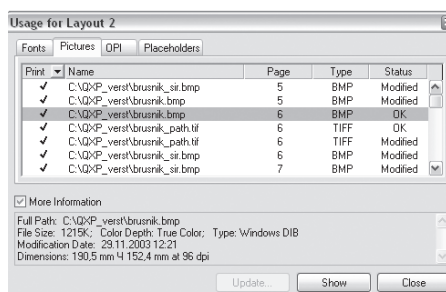 Usage for Layout 2
Fonts Pictures OPI Placeholders
Print Name Page Type Status
C:\QXP_verst\brusnik_sir.bmp 5 BMP Modified
C:\QXP_verst\brusnik.bmp 5 BMP Modified
C:\QXP_verst\brusnik.bmp 6 BMP OK
C:\QXP_verst\brusnik_path.tif 6 TIFF OK
C:\QXP_verst\brusnik_path.tif 6 TIFF Modified
C:\QXP_verst\brusnik_sir.bmp 6 BMP Modified
C:\QXP_verst\brusnik_sir.bmp 7 BMP Modified
More Information
Full Path: C:\QXP_verst\brusnik.bmp
File Size: 1215K; Color Depth: True Color; Type: Windows DIB
Modification Date: 29.11.2003 12:21
Dimensions: 190,5 mm Ч 152,4 mm at 96 dpi
Update... Show Close